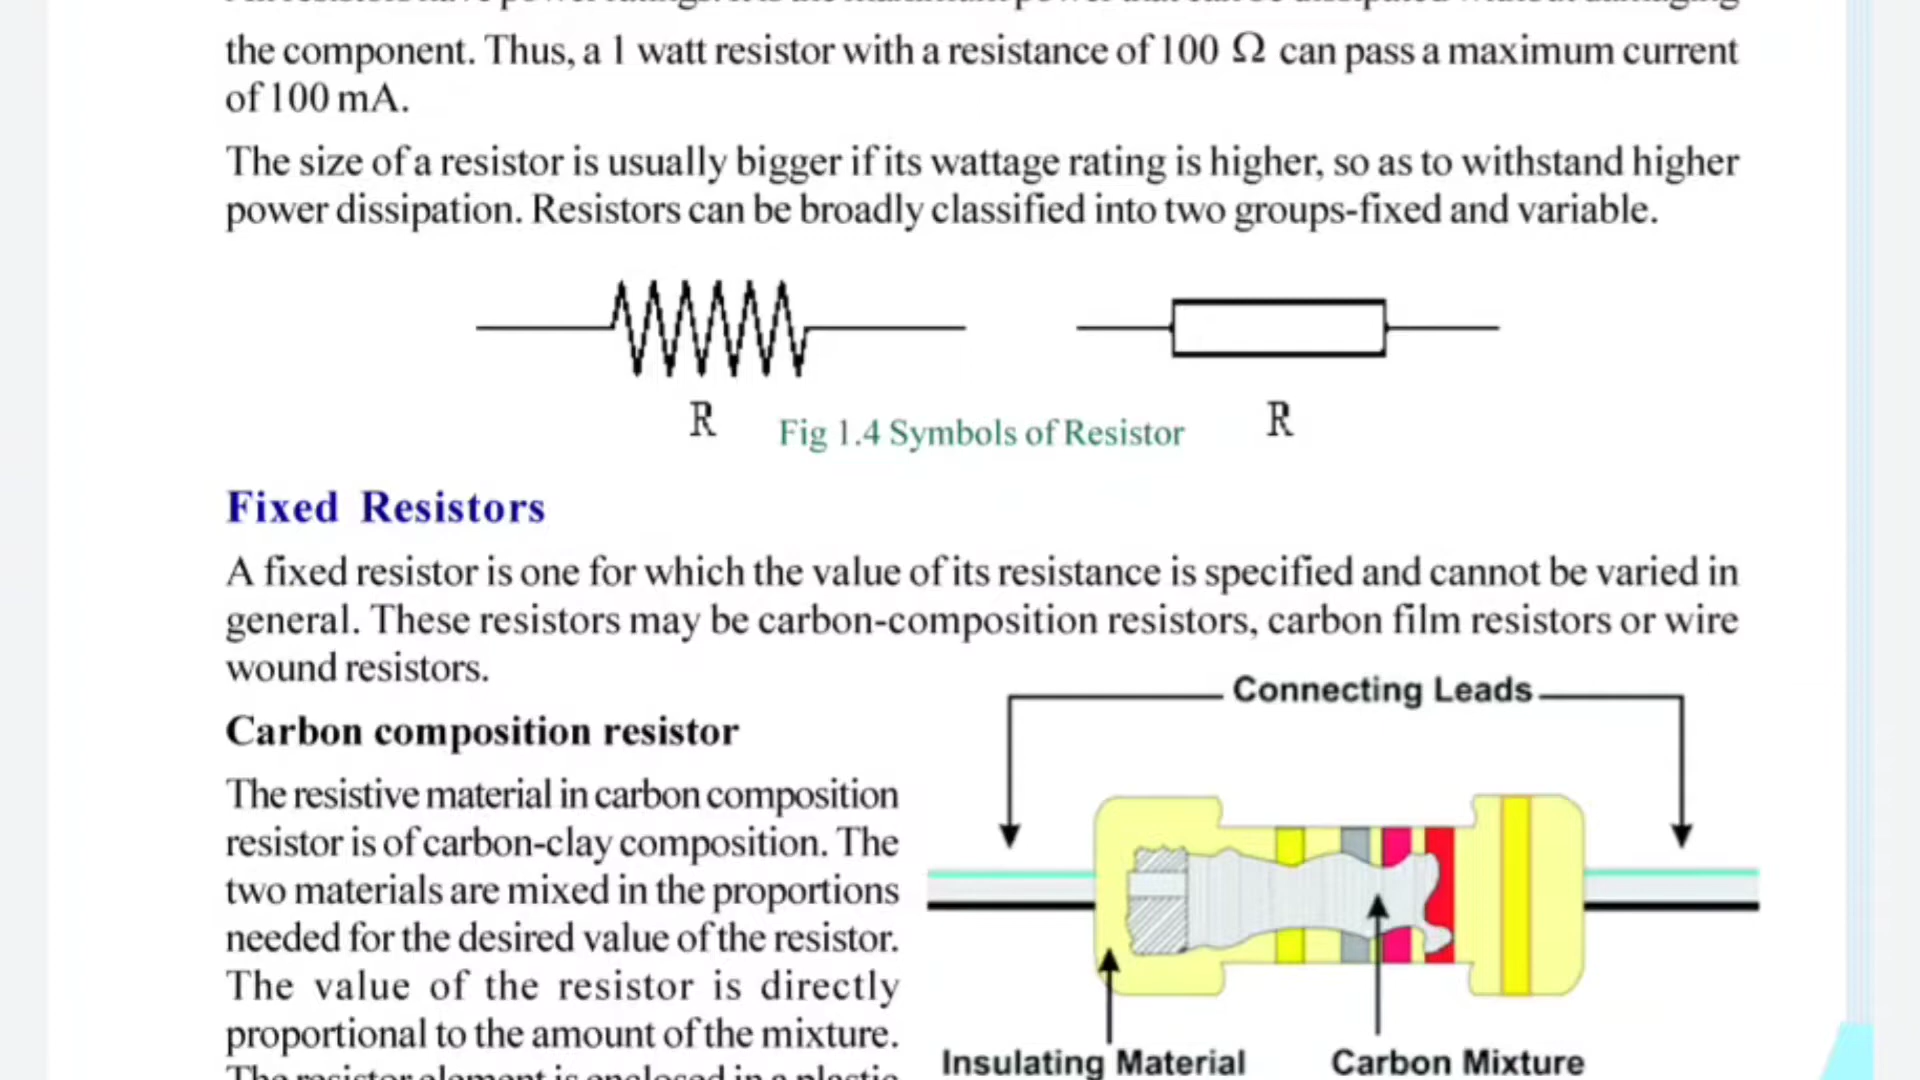 the component. Thus, a 1 watt resistor with a resistance of 100 Ω can pass a maximum current
of 100 mA.
The size of a resistor is usually bigger if its wattage rating is higher, so as to withstand higher
power dissipation. Resistors can be broadly classified into two groups-fixed and variable.
R
R
Fig 1.4 Symbols of Resistor
Fixed Resistors
A fixed resistor is one for which the value of its resistance is specified and cannot be varied in
general. These resistors may be carbon-composition resistors, carbon film resistors or wire
wound resistors.
Carbon composition resistor
The resistive material in carbon composition
resistor is of carbon-clay composition. The
two materials are mixed in the proportions
needed for the desired value of the resistor.
The value of the resistor is directly
proportional to the amount of the mixture.
The resistor element is enclosed in a plastic
Connecting Leads
Insulating Material
Carbon Mixture